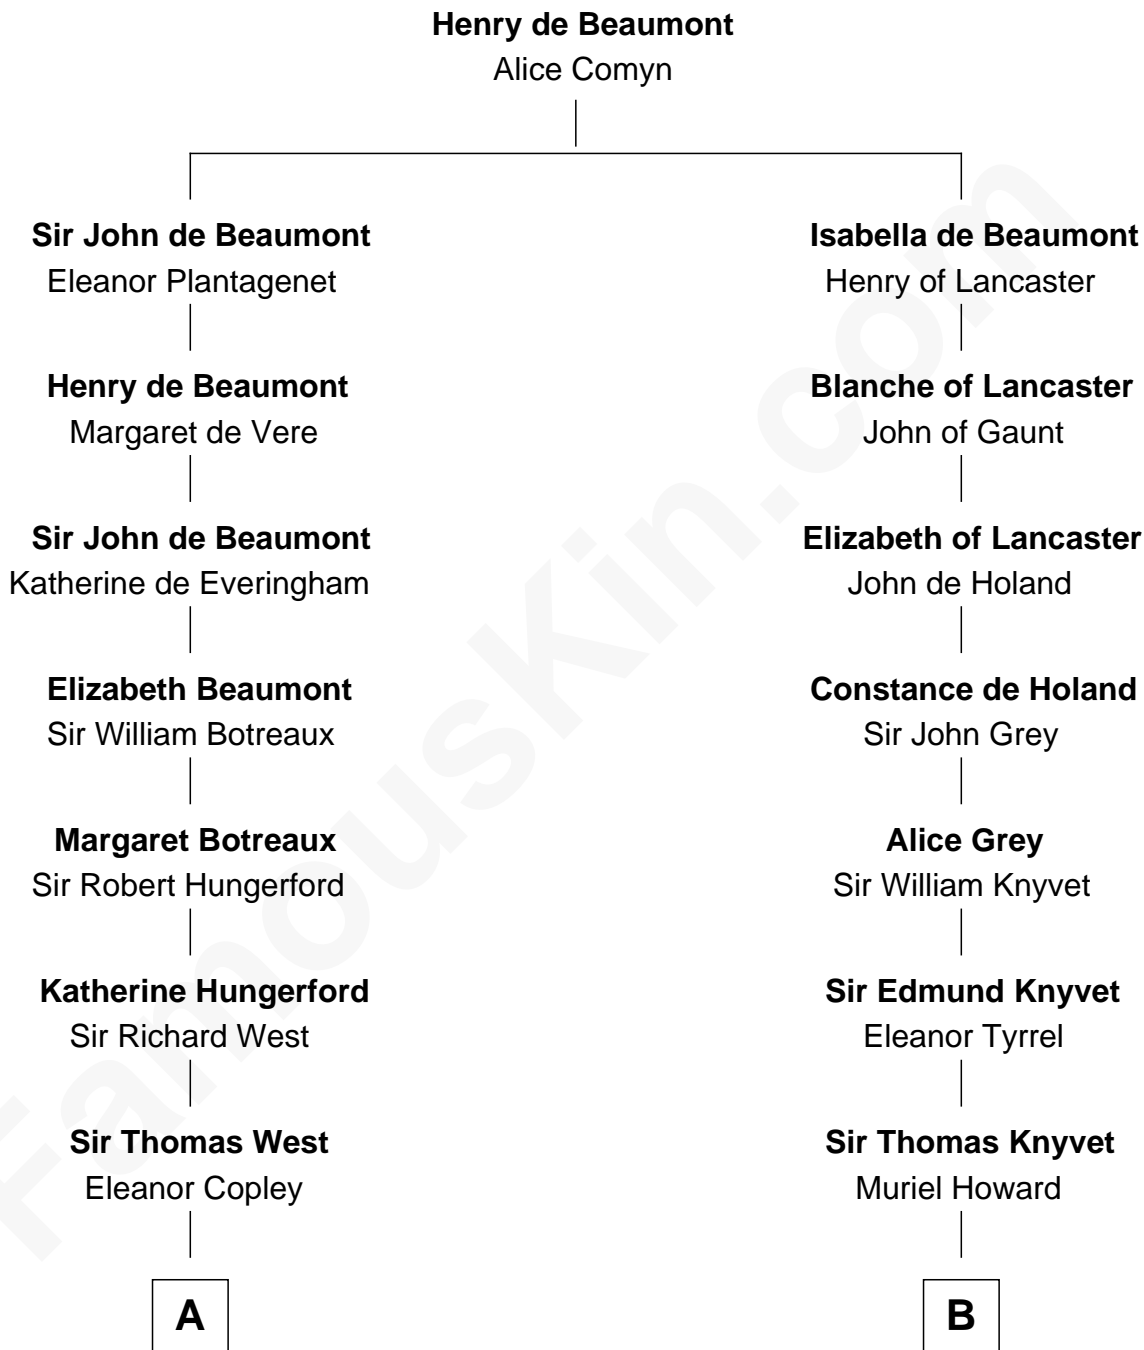 Henry de Beaumont
Alice Comyn
Sir John de Beaumont
Eleanor Plantagenet
Isabella de Beaumont
Henry of Lancaster
Henry de Beaumont
Margaret de Vere
Blanche of Lancaster
John of Gaunt
Sir John de Beaumont
Katherine de Everingham
Elizabeth of Lancaster
John de Holand
Elizabeth Beaumont
Sir William Botreaux
Constance de Holand
Sir John Grey
Margaret Botreaux
Sir Robert Hungerford
Alice Grey
Sir William Knyvet
Katherine Hungerford
Sir Richard West
Sir Edmund Knyvet
Eleanor Tyrrel
Sir Thomas West
Eleanor Copley
Sir Thomas Knyvet
Muriel Howard
A
B
FamousKin.com